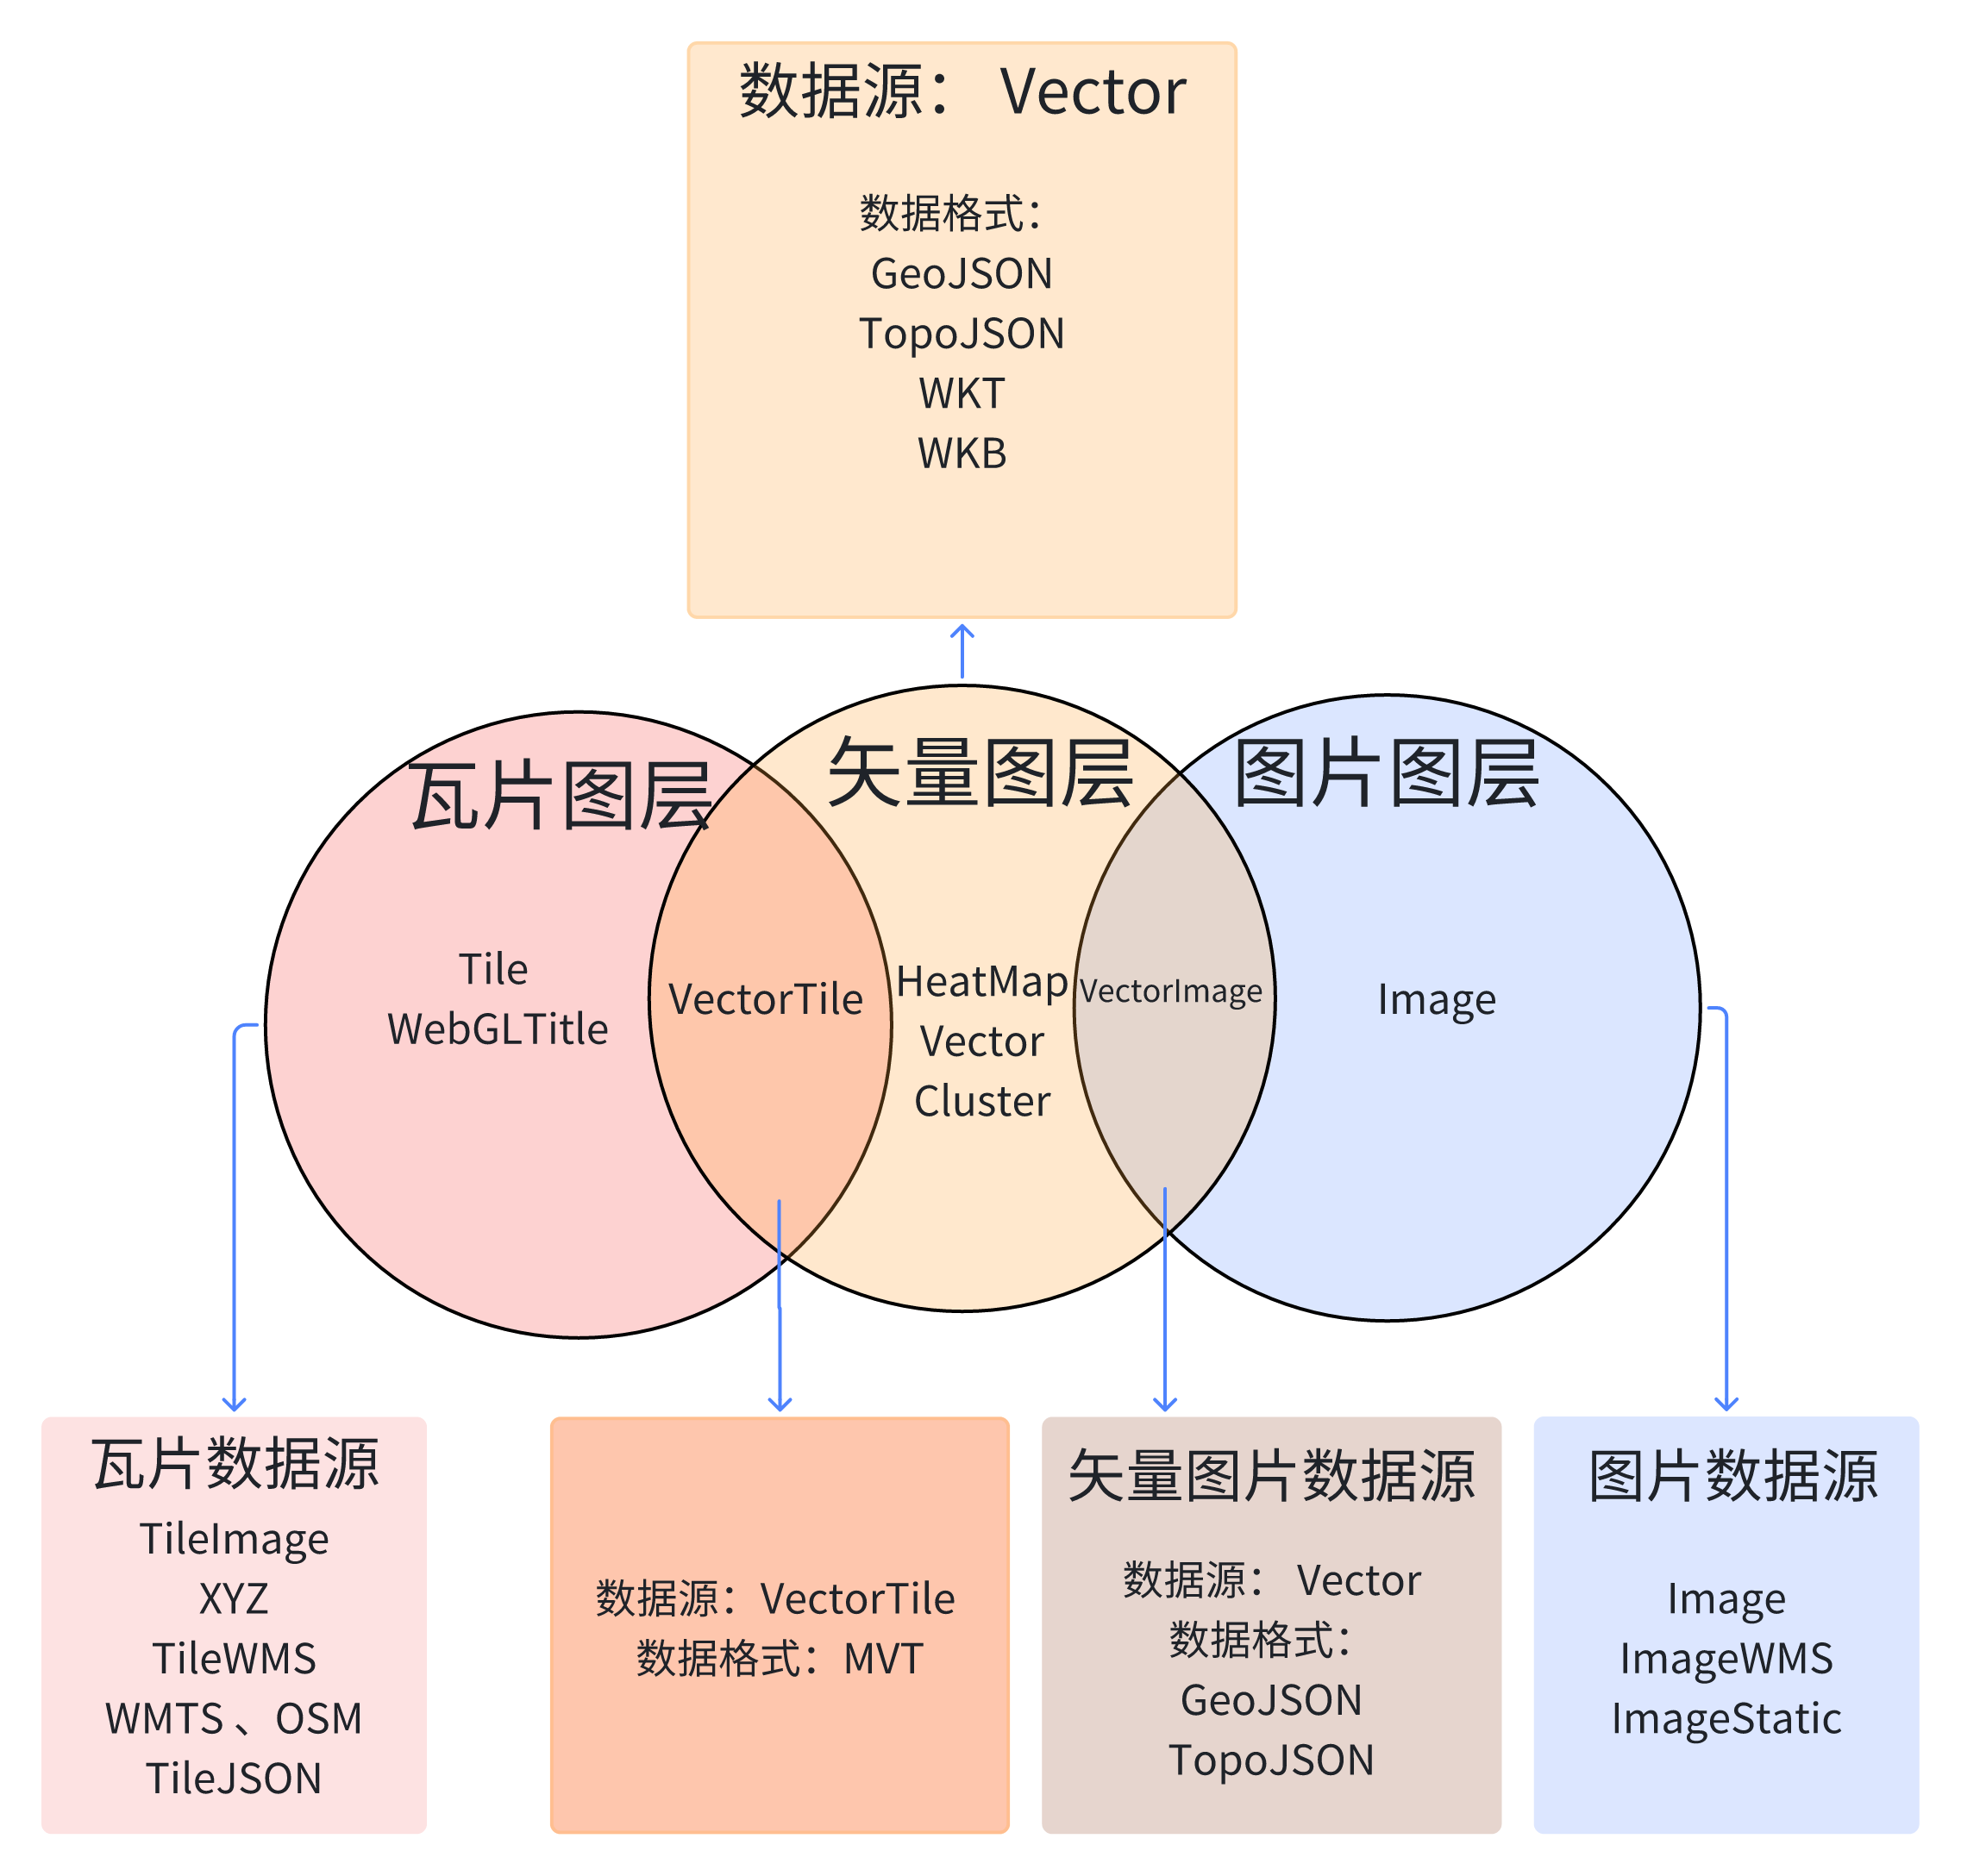 数据源： Vector
数据格式：
GeoJSON
TopoJSON
WKT
WKB
瓦片图层
矢量图层
图片图层
Tile
WebGLTitle
VectorTile
HeatMap
Vector
Cluster
VectorImage
Image
瓦片数据源
TileImage
XYZ
TileWMS
WMTS 、OSM
TileJSON
数据源：VectorTile
数据格式：MVT
矢量图片数据源
数据源： Vector
数据格式：
GeoJSON
TopoJSON
图片数据源
Image
ImageWMS
ImageStatic